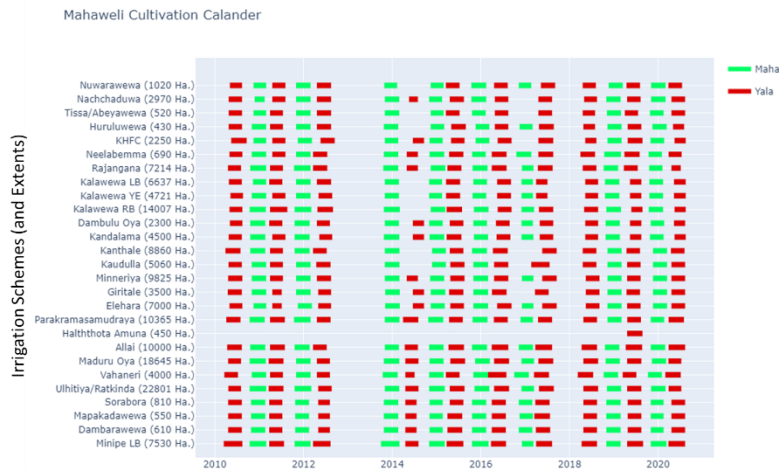 Mahaweli Cultivation Calander
Maha
Yala
Irrigation Schemes (and Extents)
Nuwarawewa (1020 Ha.)
Nachchaduwa (2970 Ha.)
Tissa/Abeyawewa (520 Ha.)
Huruluwewa (430 Ha.)
KHFC (2250 Ha.)
Neelabemma (690 Ha.)
Rajangana (7214 Ha.)
Kalawewa LB (6637 Ha.)
Kalawewa YE (4721 Ha.)
Kalawewa RB (14007 Ha.)
Dambulu Oya (2300 Ha.)
Kandalama (4500 Ha.)
Kanthale (8860 Ha.)
Kaudulla (5060 Ha.)
Minneriya (9825 Ha.)
Giritale (3500 Ha.)
Elehara (7000 Ha.)
Parakramasamudraya (10365 Ha.)
Halththota Amuna (450 Ha.)
Allai (10000 Ha.)
Maduru Oya (18645 Ha.)
Vahaneri (4000 Ha.)
Ulhitiya/Ratkinda (22801 Ha.)
Sorabora (810 Ha.)
Mapakadawewa (550 Ha.)
Dambarawewa (610 Ha.)
Minipe LB (7530 Ha.)
2010 2012 2014 2016 2018 2020